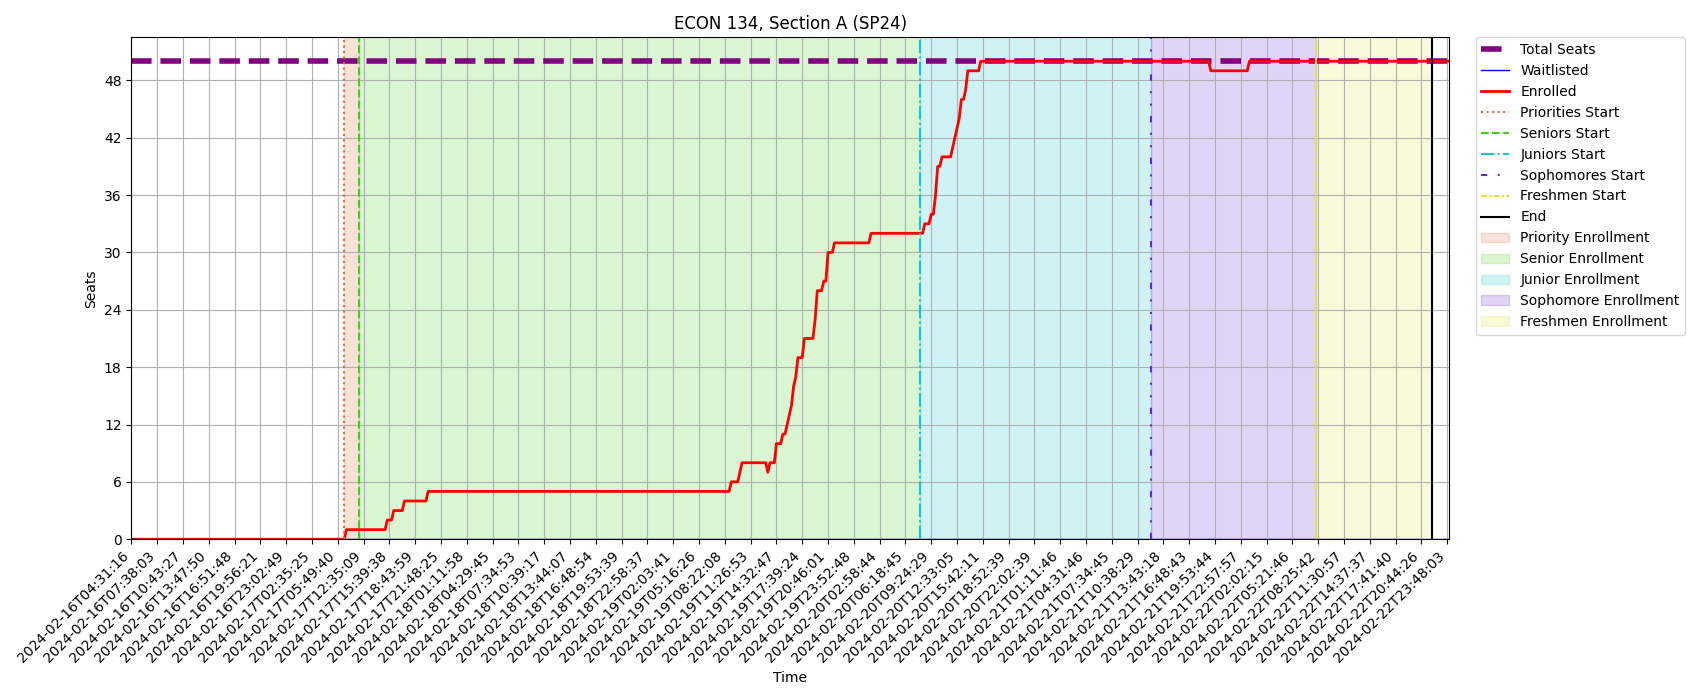 ECON 134, Section A (SP24)
Seats
48
42
36
30
24
18
12
6
0
2024-02-16T04:31:16
2024-02-16T07:38:03
2024-02-16T10:43:27
2024-02-16T13:47:50
2024-02-16T16:51:48
2024-02-16T19:56:21
2024-02-16T23:02:49
2024-02-17T02:35:25
2024-02-17T05:49:40
2024-02-17T12:35:09
2024-02-17T15:39:38
2024-02-17T18:43:59
2024-02-17T21:48:25
2024-02-18T01:11:58
2024-02-18T04:29:45
2024-02-18T07:34:53
2024-02-18T10:39:17
2024-02-18T13:44:07
2024-02-18T16:48:54
2024-02-18T19:53:39
2024-02-18T22:58:37
2024-02-19T02:03:41
2024-02-19T05:16:26
2024-02-19T08:22:08
2024-02-19T11:26:53
2024-02-19T14:32:47
2024-02-19T17:39:24
2024-02-19T20:46:01
2024-02-19T23:52:48
2024-02-20T02:58:44
2024-02-20T06:18:45
2024-02-20T09:24:29
2024-02-20T12:33:05
2024-02-20T15:42:11
2024-02-20T18:52:39
2024-02-20T22:02:39
2024-02-21T01:11:46
2024-02-21T04:31:46
2024-02-21T07:34:45
2024-02-21T10:38:29
2024-02-21T13:43:18
2024-02-21T16:48:43
2024-02-21T19:53:44
2024-02-21T22:57:57
2024-02-22T02:02:15
2024-02-22T05:21:46
2024-02-22T08:25:42
2024-02-22T11:30:57
2024-02-22T14:37:37
2024-02-22T17:41:40
2024-02-22T20:44:26
2024-02-22T23:48:03
Time
Total Seats
Waitlisted
Enrolled
Priorities Start
Seniors Start
Juniors Start
Sophomores Start
Freshmen Start
End
Priority Enrollment
Senior Enrollment
Junior Enrollment
Sophomore Enrollment
Freshmen Enrollment